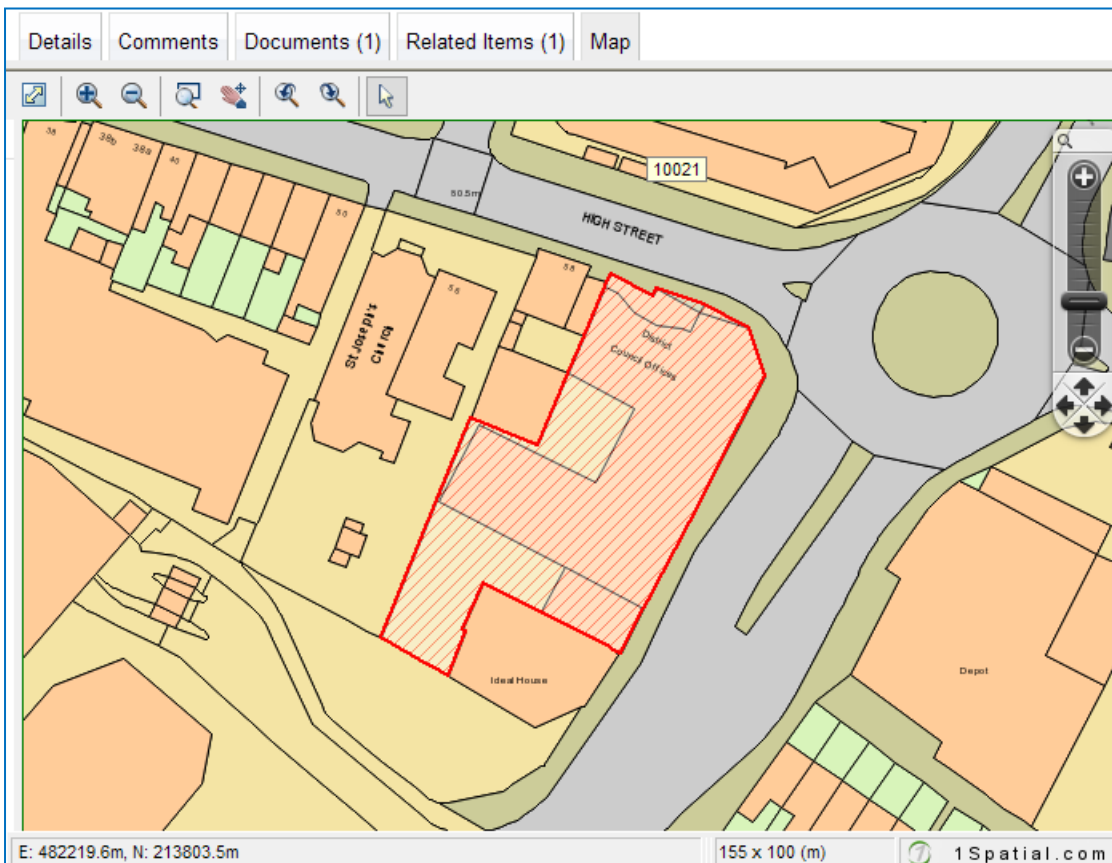 Details Comments Documents (1) Related Items (1) Map
38
38b
38a
40
50
50.5m
10021
HIGH STREET
58
56
St Joseph's
Church
District
Council Offices
Ideal House
Depot
E: 482219.6m, N: 213803.5m 155 x 100 (m) 1Spatial.com